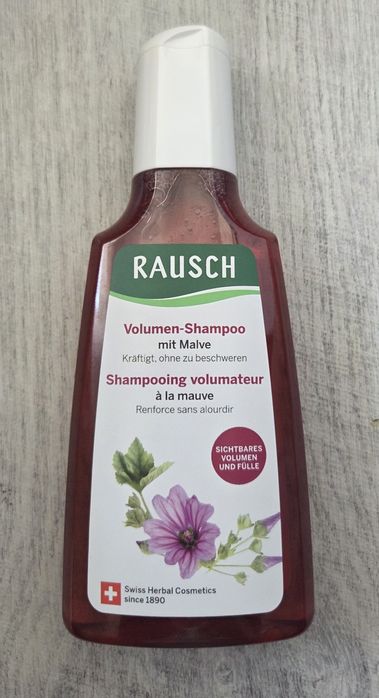 RAUSCH
Volumen-Shampoo
mit Malve
Kräftigt, ohne zu beschweren
Shampooing volumateur
à la mauve
Renforce sans alourdir
SICHTBARES
VOLUMEN
UND FÜLLE
Swiss Herbal Cosmetics
since 1890